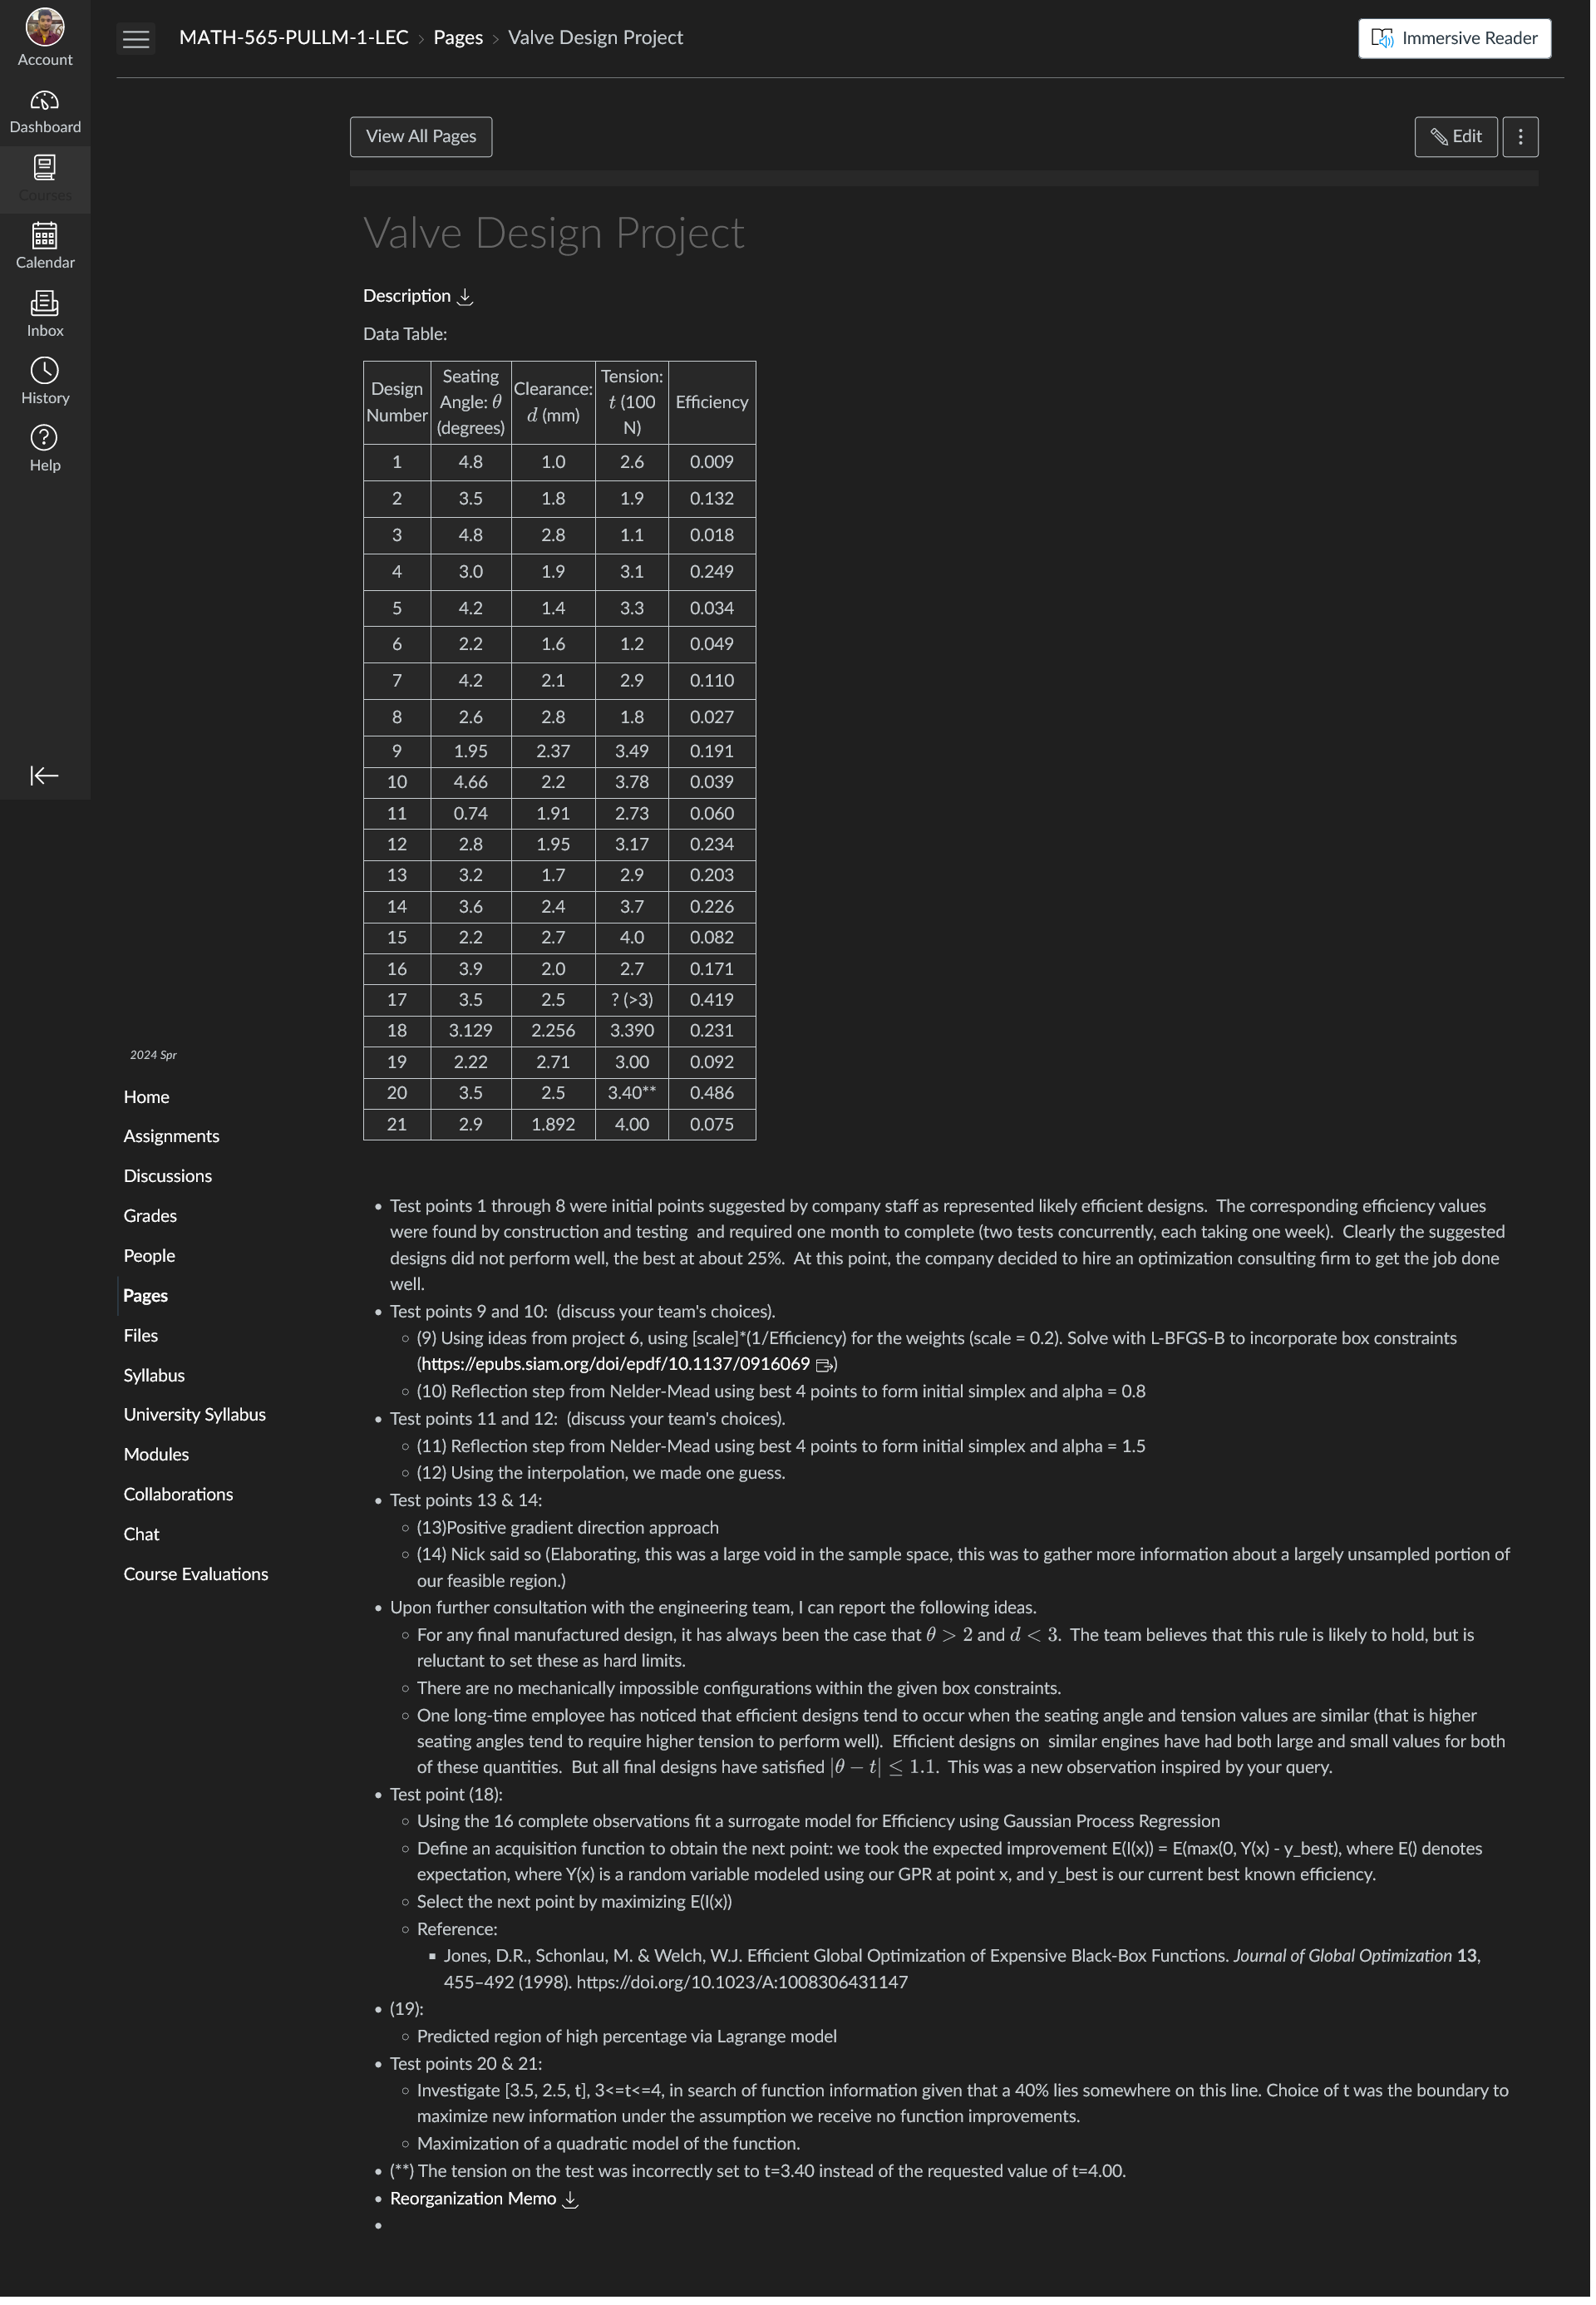 Account
Dashboard
Courses
Calendar
Inbox
History
Help
MATH-565-PULLM-1-LEC › Pages › Valve Design Project
Immersive Reader
View All Pages
Edit
Valve Design Project
Description
Data Table:
Design Number | Seating Angle: θ (degrees) | Clearance: d (mm) | Tension: t (100 N) | Efficiency
1 4.8 1.0 2.6 0.009
2 3.5 1.8 1.9 0.132
3 4.8 2.8 1.1 0.018
4 3.0 1.9 3.1 0.249
5 4.2 1.4 3.3 0.034
6 2.2 1.6 1.2 0.049
7 4.2 2.1 2.9 0.110
8 2.6 2.8 1.8 0.027
9 1.95 2.37 3.49 0.191
10 4.66 2.2 3.78 0.039
11 0.74 1.91 2.73 0.060
12 2.8 1.95 3.17 0.234
13 3.2 1.7 2.9 0.203
14 3.6 2.4 3.7 0.226
15 2.2 2.7 4.0 0.082
16 3.9 2.0 2.7 0.171
17 3.5 2.5 ? (>3) 0.419
18 3.129 2.256 3.390 0.231
19 2.22 2.71 3.00 0.092
20 3.5 2.5 3.40** 0.486
21 2.9 1.892 4.00 0.075
2024 Spr
Home
Assignments
Discussions
Grades
People
Pages
Files
Syllabus
University Syllabus
Modules
Collaborations
Chat
Course Evaluations
• Test points 1 through 8 were initial points suggested by company staff as represented likely efficient designs. The corresponding efficiency values
were found by construction and testing and required one month to complete (two tests concurrently, each taking one week). Clearly the suggested
designs did not perform well, the best at about 25%. At this point, the company decided to hire an optimization consulting firm to get the job done
well.
• Test points 9 and 10: (discuss your team's choices).
◦ (9) Using ideas from project 6, using [scale]*(1/Efficiency) for the weights (scale = 0.2). Solve with L-BFGS-B to incorporate box constraints
(https://epubs.siam.org/doi/epdf/10.1137/0916069)
◦ (10) Reflection step from Nelder-Mead using best 4 points to form initial simplex and alpha = 0.8
• Test points 11 and 12: (discuss your team's choices).
◦ (11) Reflection step from Nelder-Mead using best 4 points to form initial simplex and alpha = 1.5
◦ (12) Using the interpolation, we made one guess.
• Test points 13 & 14:
◦ (13)Positive gradient direction approach
◦ (14) Nick said so (Elaborating, this was a large void in the sample space, this was to gather more information about a largely unsampled portion of
our feasible region.)
• Upon further consultation with the engineering team, I can report the following ideas.
◦ For any final manufactured design, it has always been the case that θ > 2 and d < 3. The team believes that this rule is likely to hold, but is
reluctant to set these as hard limits.
◦ There are no mechanically impossible configurations within the given box constraints.
◦ One long-time employee has noticed that efficient designs tend to occur when the seating angle and tension values are similar (that is higher
seating angles tend to require higher tension to perform well). Efficient designs on similar engines have had both large and small values for both
of these quantities. But all final designs have satisfied |θ − t| ≤ 1.1. This was a new observation inspired by your query.
• Test point (18):
◦ Using the 16 complete observations fit a surrogate model for Efficiency using Gaussian Process Regression
◦ Define an acquisition function to obtain the next point: we took the expected improvement E(I(x)) = E(max(0, Y(x) - y_best), where E() denotes
expectation, where Y(x) is a random variable modeled using our GPR at point x, and y_best is our current best known efficiency.
◦ Select the next point by maximizing E(I(x))
◦ Reference:
▪ Jones, D.R., Schonlau, M. & Welch, W.J. Efficient Global Optimization of Expensive Black-Box Functions. Journal of Global Optimization 13,
455–492 (1998). https://doi.org/10.1023/A:1008306431147
• (19):
◦ Predicted region of high percentage via Lagrange model
• Test points 20 & 21:
◦ Investigate [3.5, 2.5, t], 3<=t<=4, in search of function information given that a 40% lies somewhere on this line. Choice of t was the boundary to
maximize new information under the assumption we receive no function improvements.
◦ Maximization of a quadratic model of the function.
• (**) The tension on the test was incorrectly set to t=3.40 instead of the requested value of t=4.00.
• Reorganization Memo